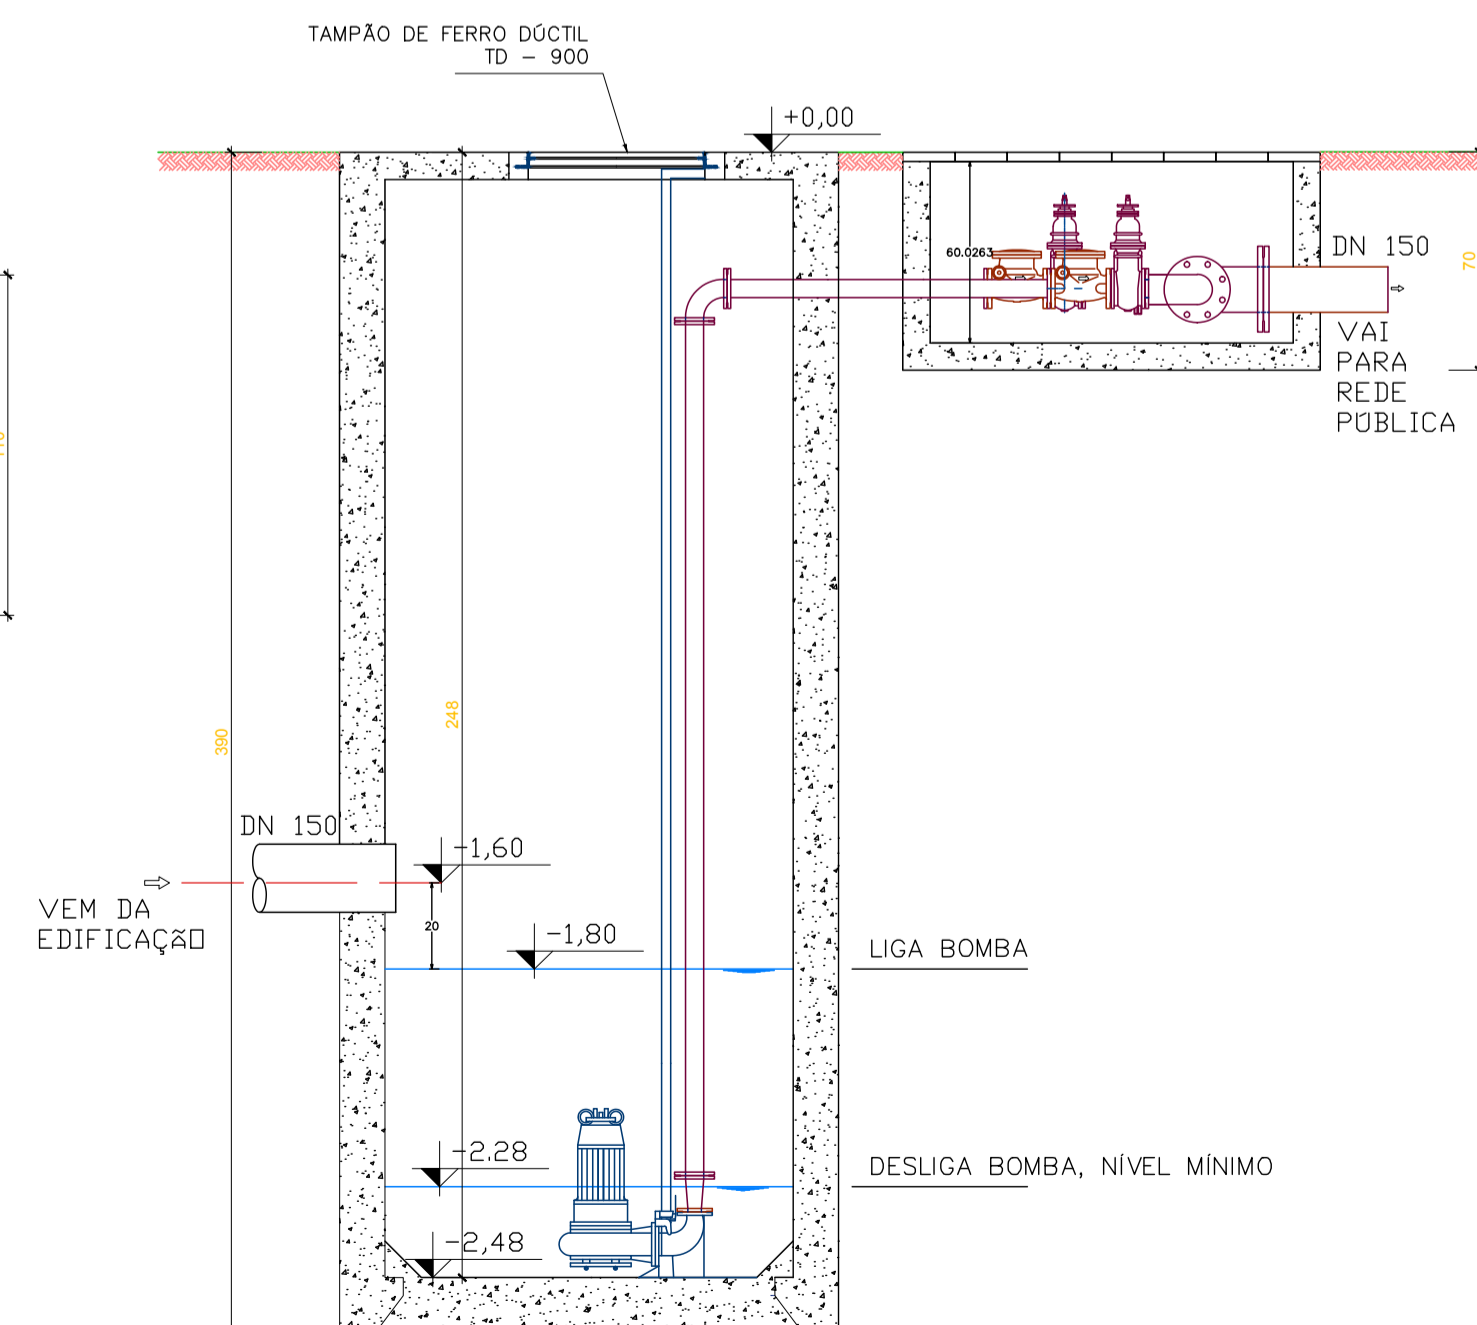 TAMPÃO DE FERRO DÚCTIL
TD - 900
+0,00
60.0263
DN 150
70
VAI
PARA
REDE
PÚBLICA
248
390
DN 150
-1,60
VEM DA
EDIFICAÇÃO
20
-1,80
LIGA BOMBA
-2.28
DESLIGA BOMBA, NÍVEL MÍNIMO
-2,48